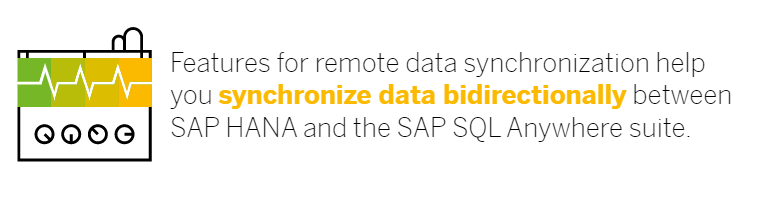 Features for remote data synchronization help
you synchronize data bidirectionally between
SAP HANA and the SAP SQL Anywhere suite.